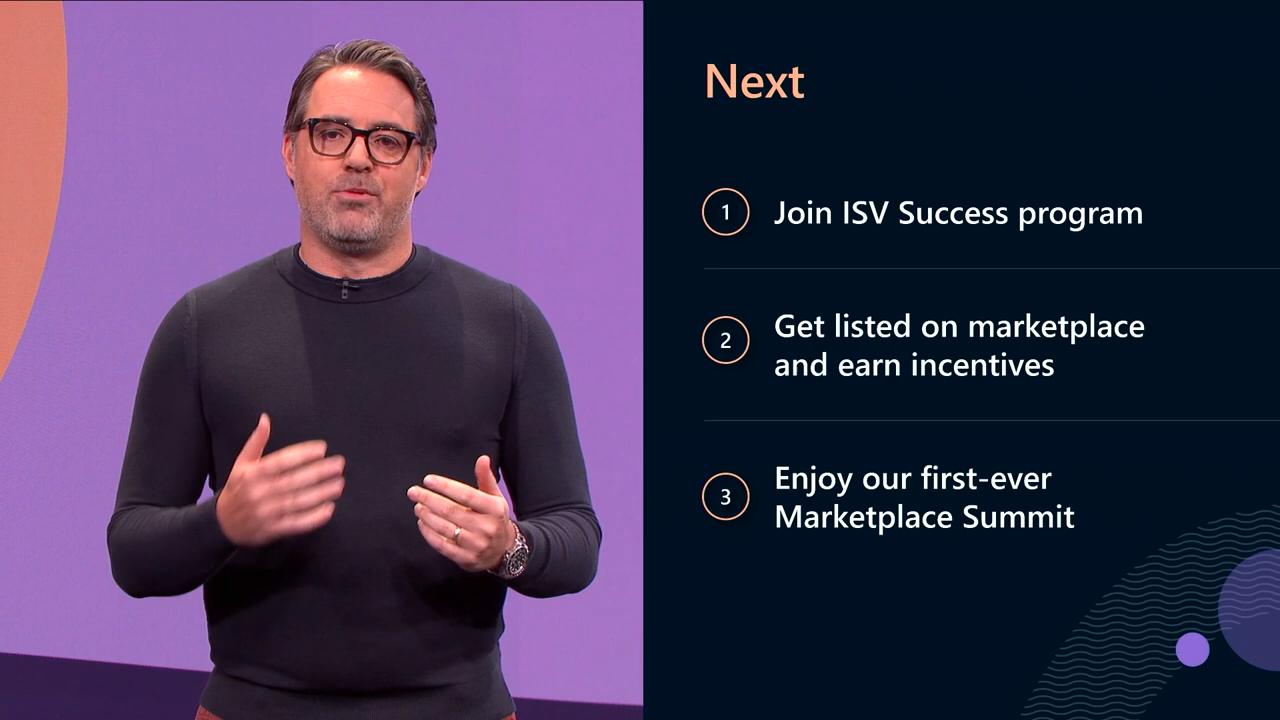 Next
1
Join ISV Success program
2
Get listed on marketplace
and earn incentives
3
Enjoy our first-ever
Marketplace Summit